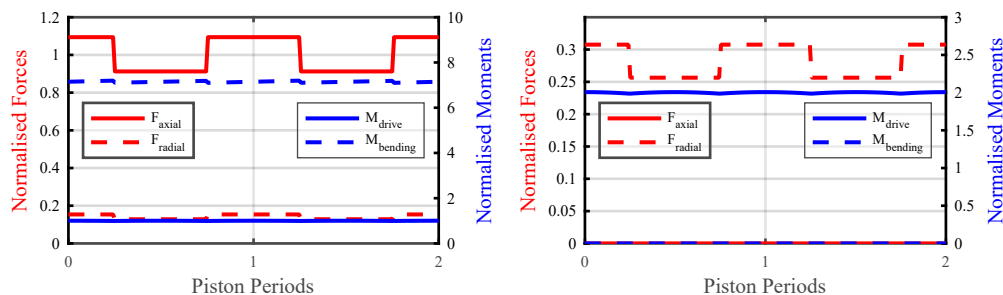 Normalised Forces
1.2
1
0.8
0.6
0.4
0.2
0
10
8
6
4
2
0
Normalised Moments
F_axial
F_radial
M_drive
M_bending
0 1 2
Piston Periods
Normalised Forces
0.3
0.25
0.2
0.15
0.1
0.05
0
3
2.5
2
1.5
1
0.5
0
Normalised Moments
F_axial
F_radial
M_drive
M_bending
0 1 2
Piston Periods